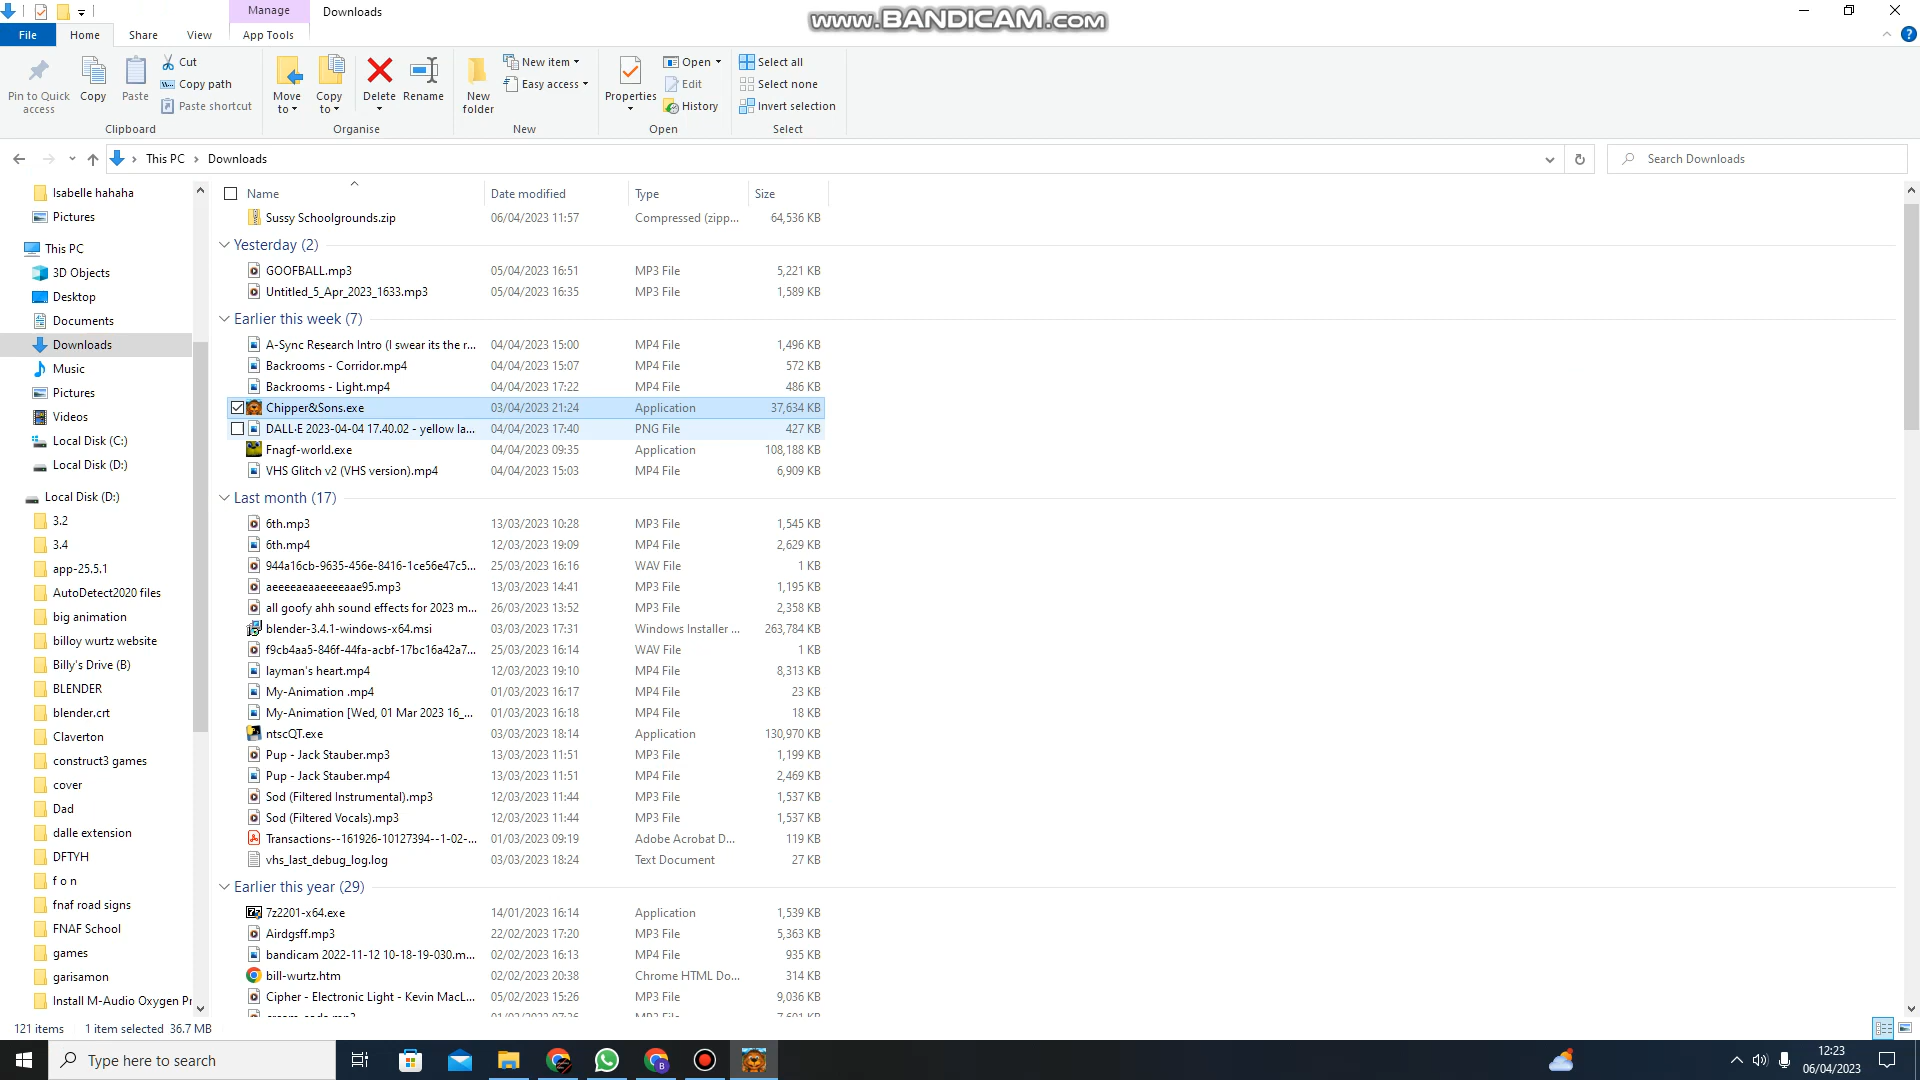 Manage
Downloads
www.BANDICAM.com
File
Home
Share
View
App Tools
Pin to Quick access
Copy
Paste
Cut
Copy path
Paste shortcut
Move to
Copy to
Delete
Rename
New folder
New item
Easy access
Properties
Open
Edit
History
Select all
Select none
Invert selection
Clipboard
Organise
New
Open
Select
This PC
Downloads
Search Downloads
Isabelle hahaha
Pictures
This PC
3D Objects
Desktop
Documents
Downloads
Music
Pictures
Videos
Local Disk (C:)
Local Disk (D:)
Local Disk (D:)
3.2
3.4
app-25.5.1
AutoDetect2020 files
big animation
billoy wurtz website
Billy's Drive (B)
BLENDER
blender.crt
Claverton
construct3 games
cover
Dad
dalle extension
DFTYH
f o n
fnaf road signs
FNAF School
games
garisamon
Install M-Audio Oxygen Pr
Name Date modified Type Size
Sussy Schoolgrounds.zip 06/04/2023 11:57 Compressed (zipp... 64,536 KB
Yesterday (2)
GOOFBALL.mp3 05/04/2023 16:51 MP3 File 5,221 KB
Untitled_5_Apr_2023_1633.mp3 05/04/2023 16:35 MP3 File 1,589 KB
Earlier this week (7)
A-Sync Research Intro (I swear its the r... 04/04/2023 15:00 MP4 File 1,496 KB
Backrooms - Corridor.mp4 04/04/2023 15:07 MP4 File 572 KB
Backrooms - Light.mp4 04/04/2023 17:22 MP4 File 486 KB
Chipper&Sons.exe 03/04/2023 21:24 Application 37,634 KB
DALL·E 2023-04-04 17.40.02 - yellow la... 04/04/2023 17:40 PNG File 427 KB
Fnagf-world.exe 04/04/2023 09:35 Application 108,188 KB
VHS Glitch v2 (VHS version).mp4 04/04/2023 15:03 MP4 File 6,909 KB
Last month (17)
6th.mp3 13/03/2023 10:28 MP3 File 1,545 KB
6th.mp4 12/03/2023 19:09 MP4 File 2,629 KB
944a16cb-9635-456e-8416-1ce56e47c5... 25/03/2023 16:16 WAV File 1 KB
aeeeeaeaaeeeeaae95.mp3 13/03/2023 14:41 MP3 File 1,195 KB
all goofy ahh sound effects for 2023 m... 26/03/2023 13:52 MP3 File 2,358 KB
blender-3.4.1-windows-x64.msi 03/03/2023 17:31 Windows Installer ... 263,784 KB
f9cb4aa5-846f-44fa-acbf-17bc16a42a7... 25/03/2023 16:14 WAV File 1 KB
layman's heart.mp4 12/03/2023 19:10 MP4 File 8,313 KB
My-Animation .mp4 01/03/2023 16:17 MP4 File 23 KB
My-Animation [Wed, 01 Mar 2023 16_... 01/03/2023 16:18 MP4 File 18 KB
ntscQT.exe 03/03/2023 18:14 Application 130,970 KB
Pup - Jack Stauber.mp3 13/03/2023 11:51 MP3 File 1,199 KB
Pup - Jack Stauber.mp4 13/03/2023 11:51 MP4 File 2,469 KB
Sod (Filtered Instrumental).mp3 12/03/2023 11:44 MP3 File 1,537 KB
Sod (Filtered Vocals).mp3 12/03/2023 11:44 MP3 File 1,537 KB
Transactions--161926-10127394--1-02-... 01/03/2023 09:19 Adobe Acrobat D... 119 KB
vhs_last_debug_log.log 03/03/2023 18:24 Text Document 27 KB
Earlier this year (29)
7z2201-x64.exe 14/01/2023 16:14 Application 1,539 KB
Airdgsff.mp3 22/02/2023 17:20 MP3 File 5,363 KB
bandicam 2022-11-12 10-18-19-030.m... 02/02/2023 16:13 MP4 File 935 KB
bill-wurtz.htm 02/02/2023 20:38 Chrome HTML Do... 314 KB
Cipher - Electronic Light - Kevin MacL... 05/02/2023 15:26 MP3 File 9,036 KB
121 items 1 item selected 36.7 MB
Type here to search
12:23
06/04/2023